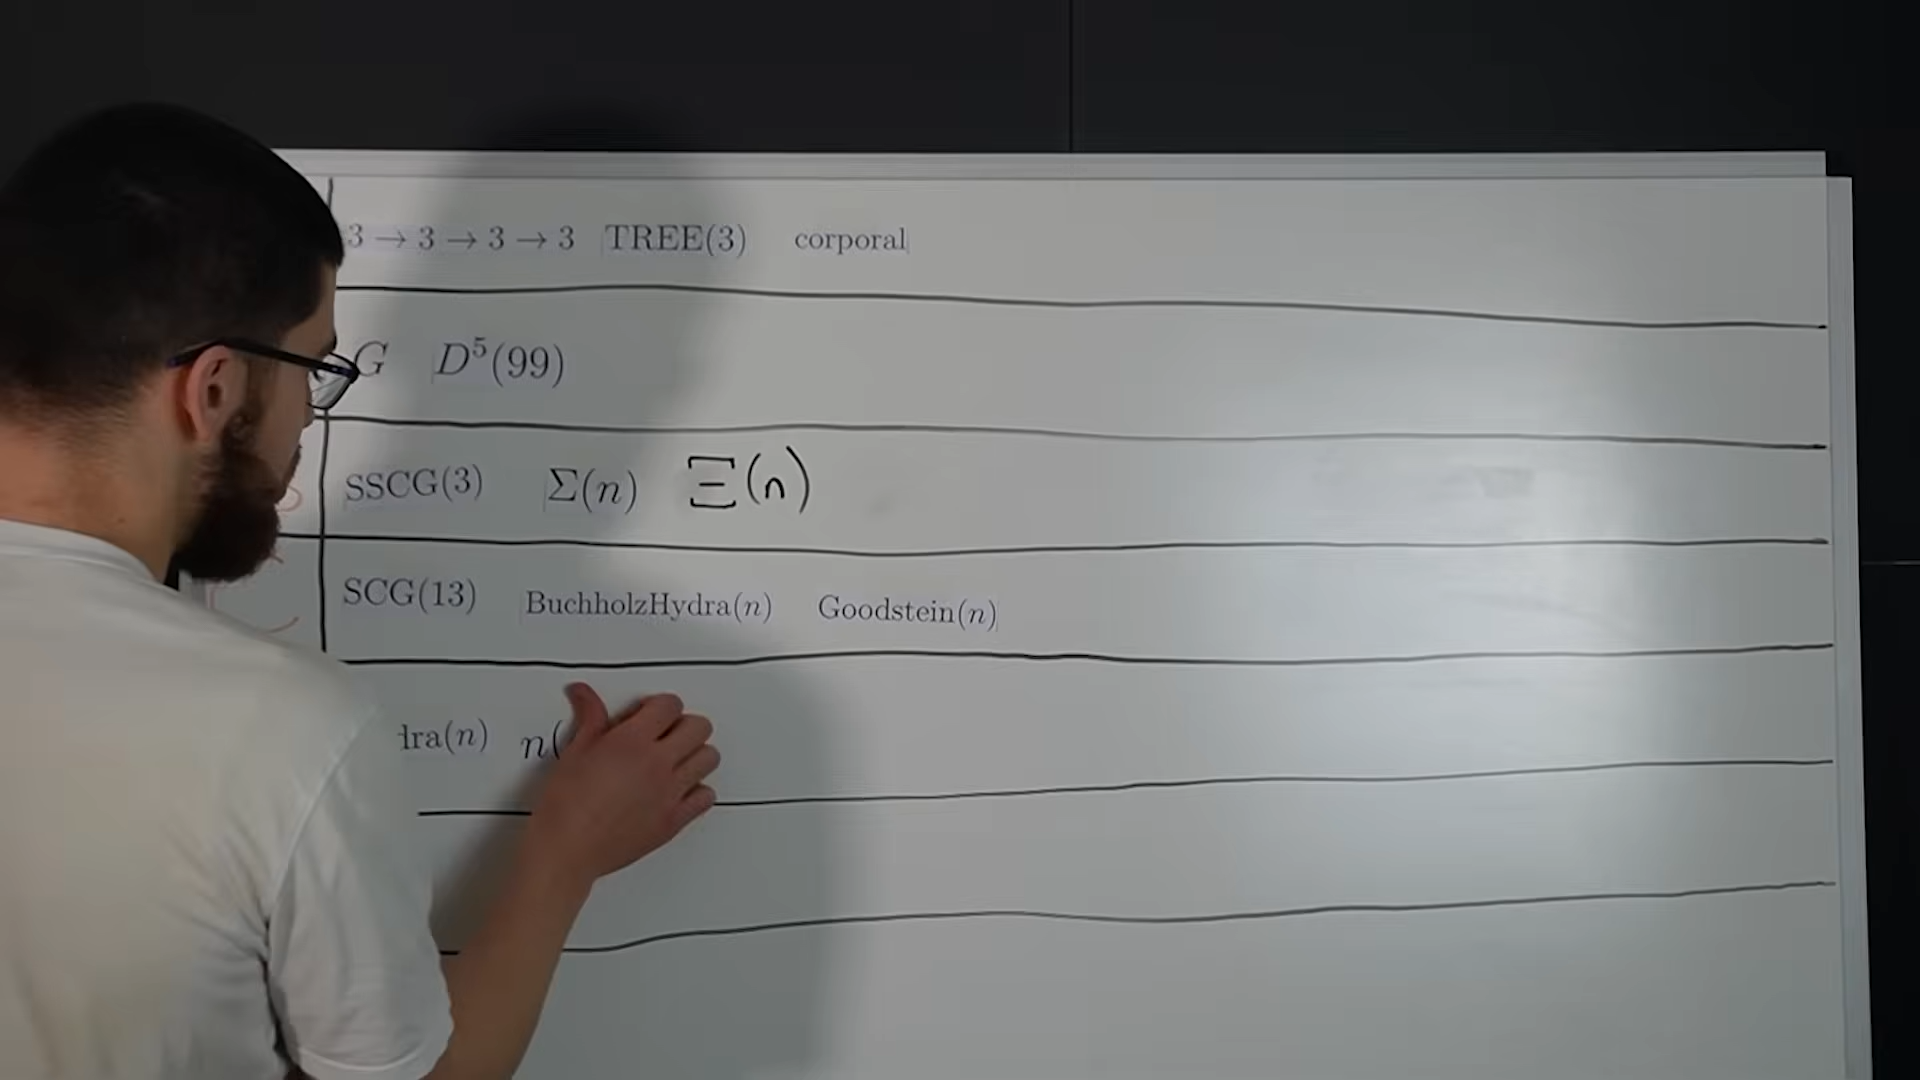 3 → 3 → 3 → 3 TREE(3) corporal
G D⁵(99)
SSCG(3) Σ(n) Ξ(n)
SCG(13) BuchholzHydra(n) Goodstein(n)
dra(n) n(